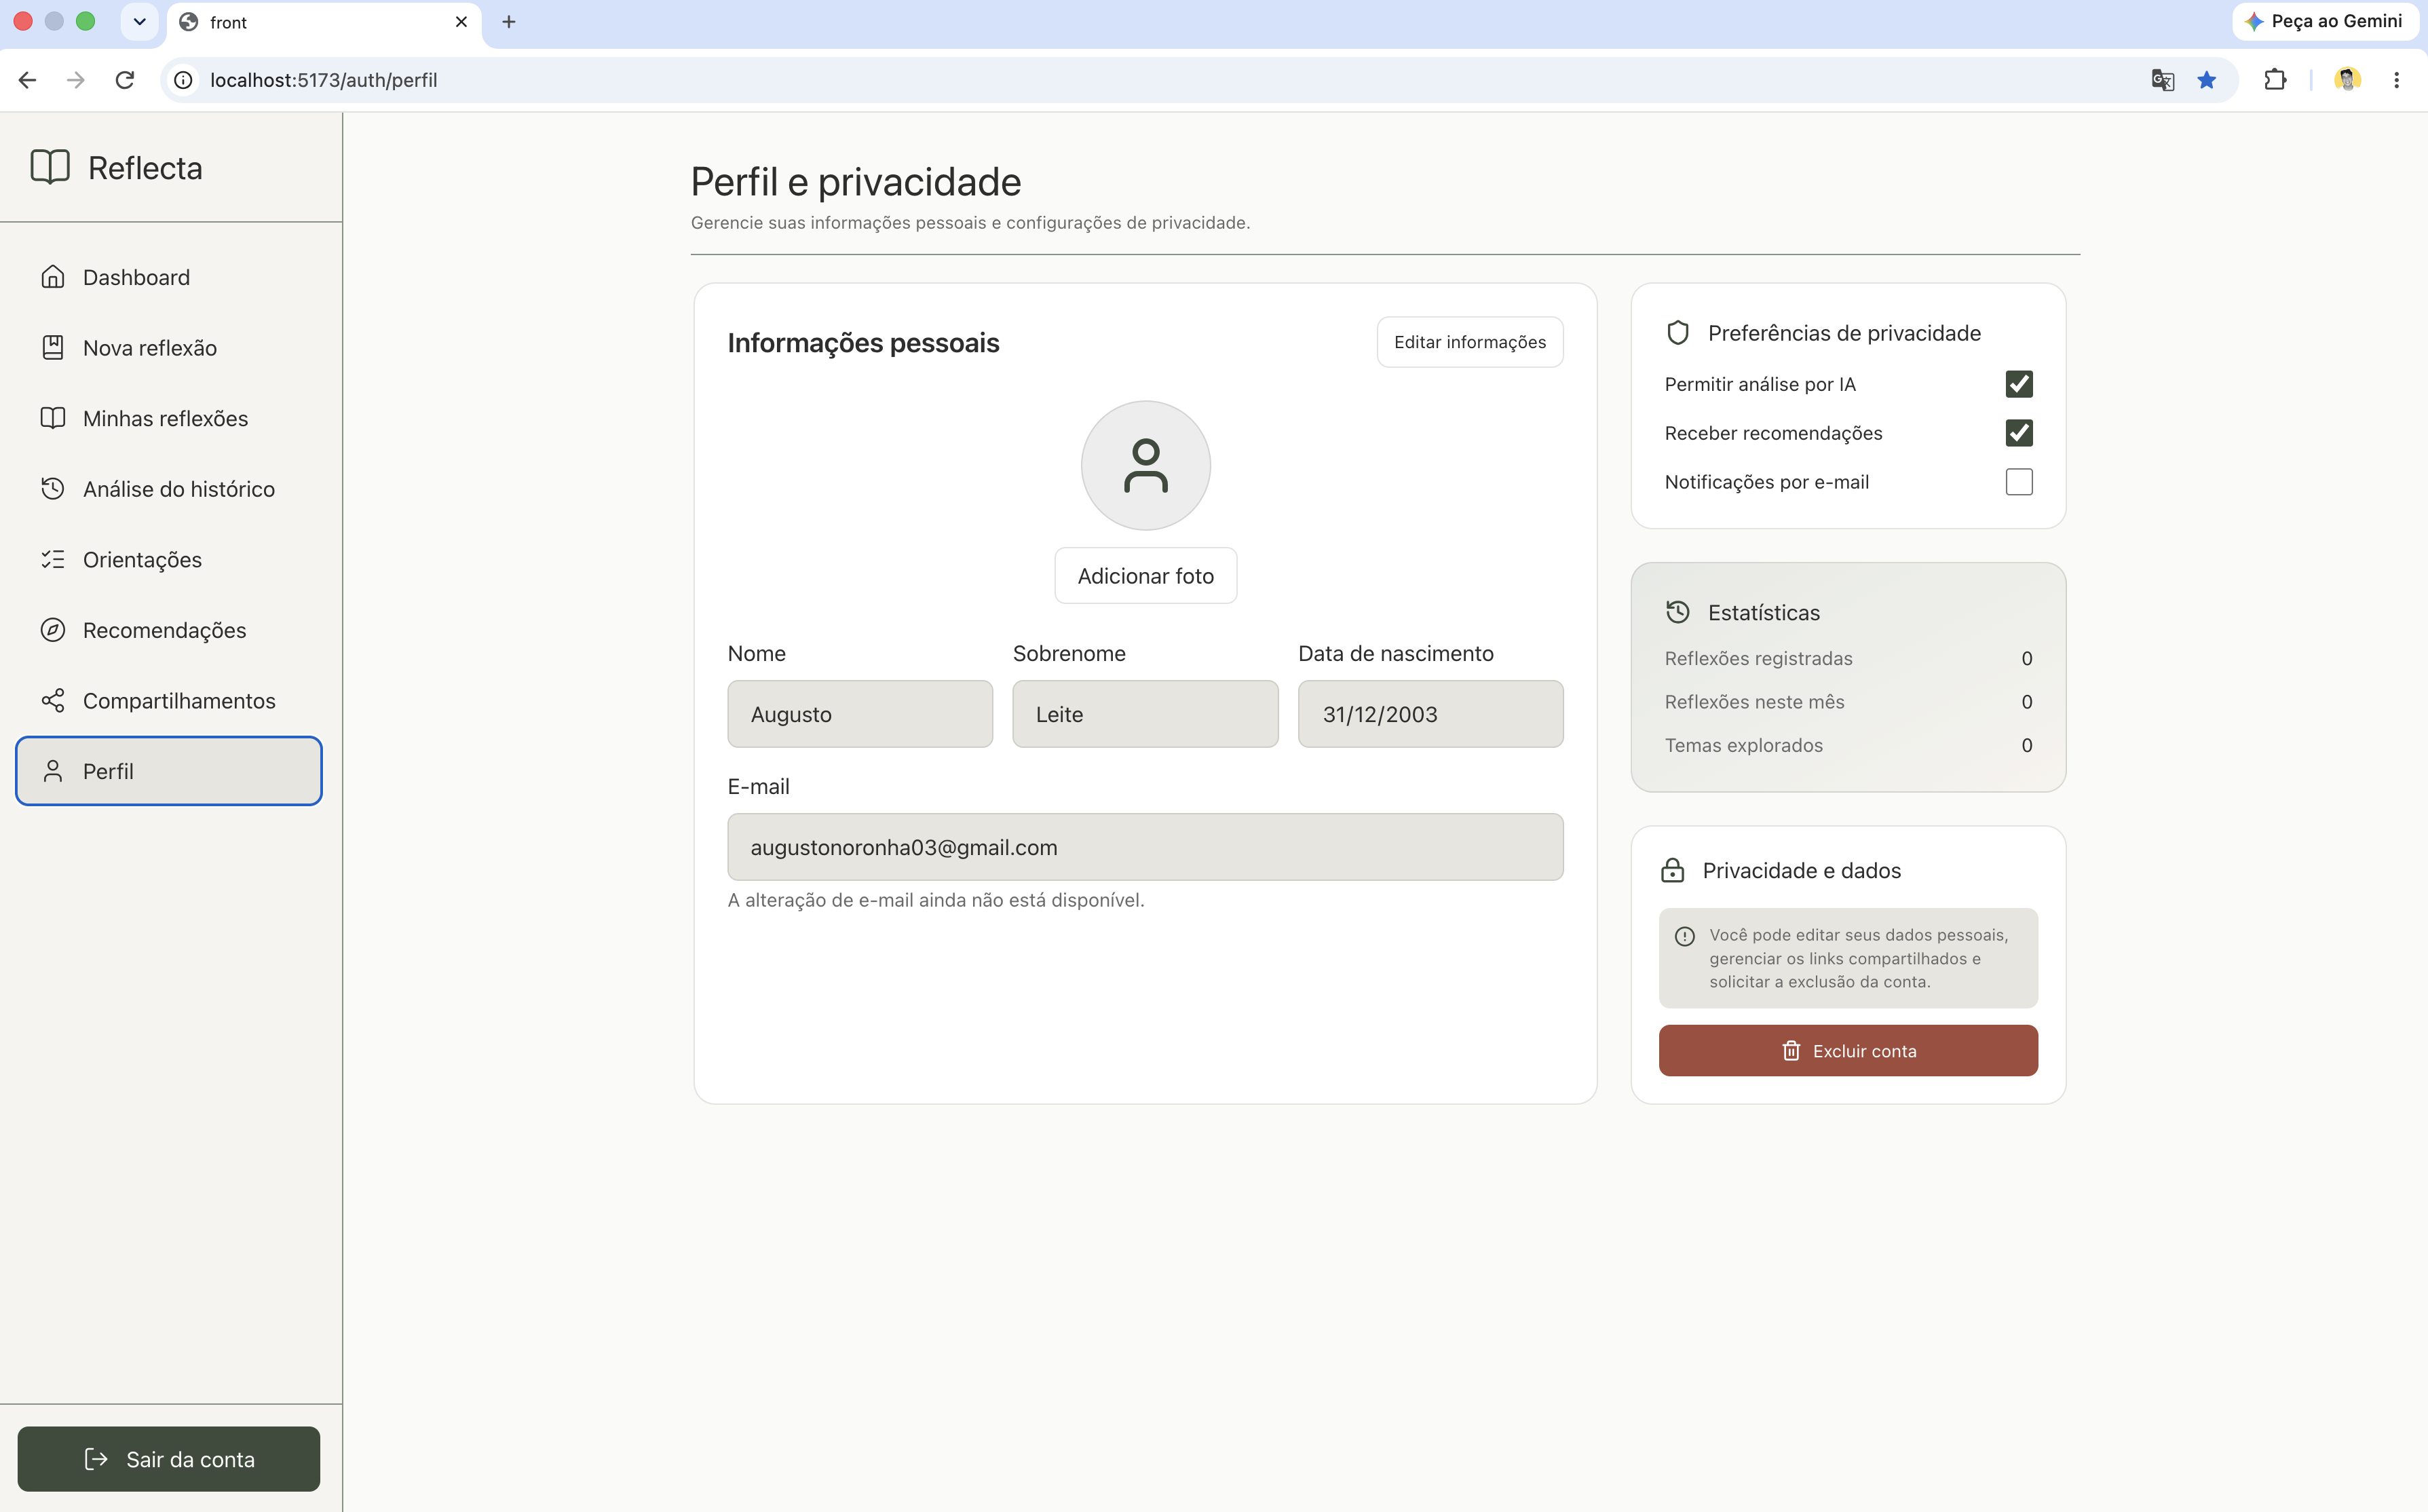 front
Peça ao Gemini
localhost:5173/auth/perfil
Reflecta
Dashboard
Nova reflexão
Minhas reflexões
Análise do histórico
Orientações
Recomendações
Compartilhamentos
Perfil
Sair da conta
Perfil e privacidade
Gerencie suas informações pessoais e configurações de privacidade.
Informações pessoais
Editar informações
Adicionar foto
Nome
Sobrenome
Data de nascimento
Augusto
Leite
31/12/2003
E-mail
augustonoronha03@gmail.com
A alteração de e-mail ainda não está disponível.
Preferências de privacidade
Permitir análise por IA
Receber recomendações
Notificações por e-mail
Estatísticas
Reflexões registradas 0
Reflexões neste mês 0
Temas explorados 0
Privacidade e dados
Você pode editar seus dados pessoais,
gerenciar os links compartilhados e
solicitar a exclusão da conta.
Excluir conta